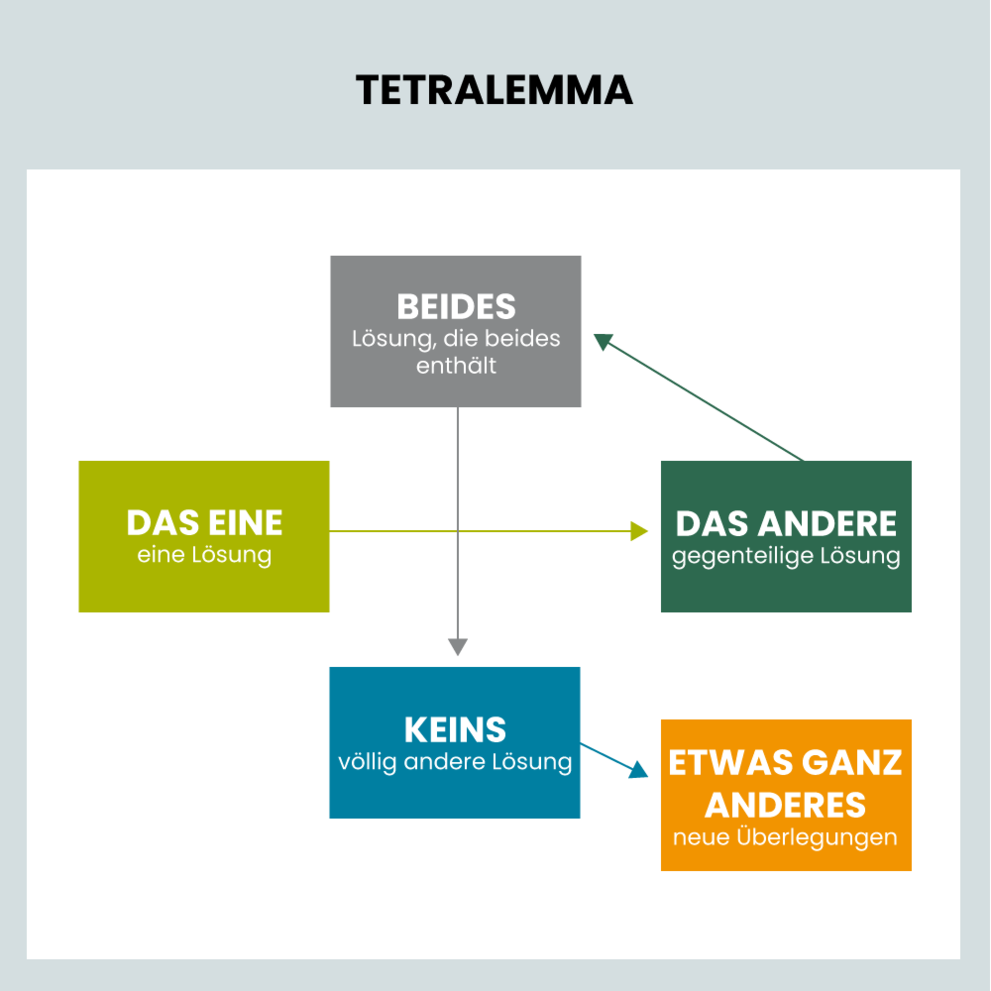 TETRALEMMA
BEIDES
Lösung, die beides
enthält
DAS EINE
eine Lösung
DAS ANDERE
gegenteilige Lösung
KEINS
völlig andere Lösung
ETWAS GANZ
ANDERES
neue Überlegungen